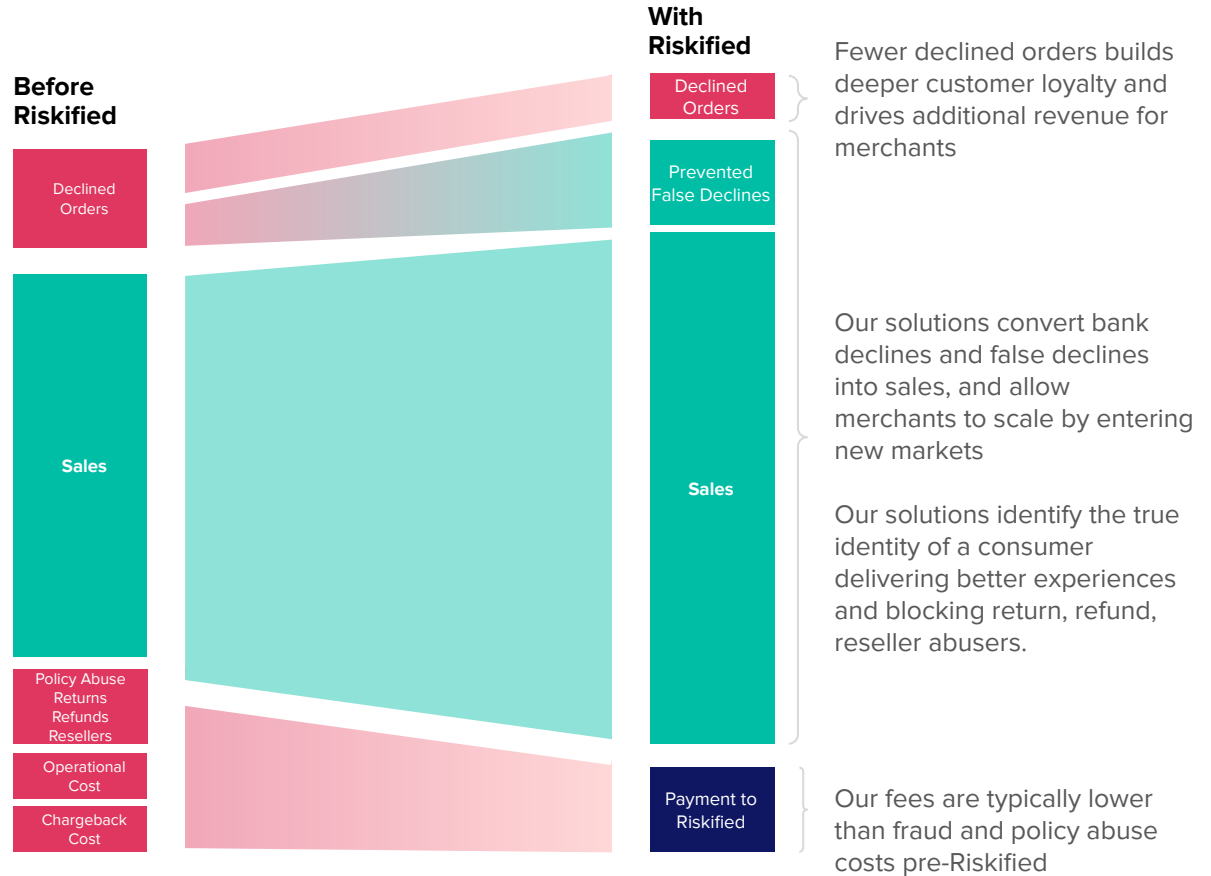 Before
Riskified
Declined
Orders
Sales
Policy Abuse
Returns
Refunds
Resellers
Operational
Cost
Chargeback
Cost
With
Riskified
Declined
Orders
Prevented
False Declines
Sales
Payment to
Riskified
Fewer declined orders builds
deeper customer loyalty and
drives additional revenue for
merchants
Our solutions convert bank
declines and false declines
into sales, and allow
merchants to scale by entering
new markets
Our solutions identify the true
identity of a consumer
delivering better experiences
and blocking return, refund,
reseller abusers.
Our fees are typically lower
than fraud and policy abuse
costs pre-Riskified